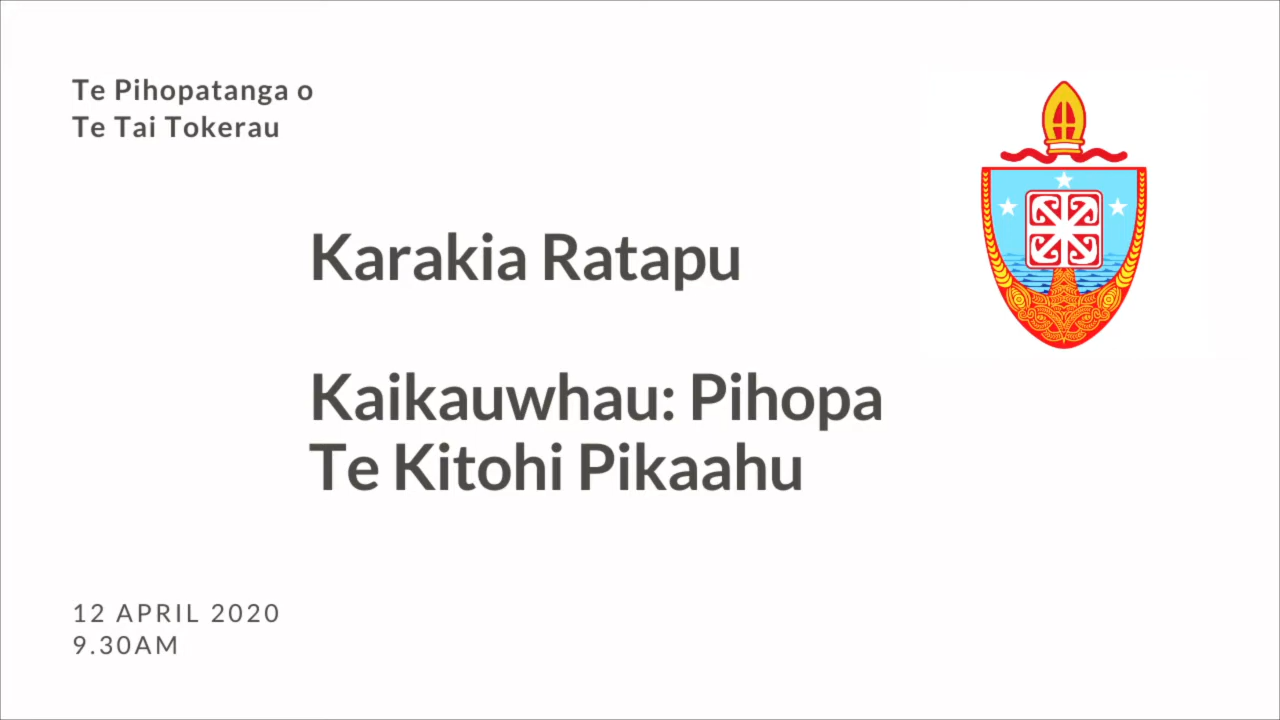 Te Pihopatanga o
Te Tai Tokerau
Karakia Ratapu
Kaikauwhau: Pihopa
Te Kitohi Pikaahu
12 APRIL 2020
9.30AM